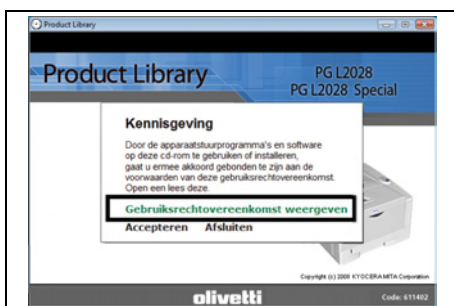 Product Library
Product Library
PG L2028
PG L2028 Special
Kennisgeving
Door de apparaatstuurprogramma's en software
op deze cd-rom te gebruiken of installeren,
gaat u ermee akkoord gebonden te zijn aan de
voorwaarden van deze gebruiksrechtovereenkomst.
Open een lees deze.
Gebruiksrechtovereenkomst weergeven
Accepteren Afsluiten
Copyright (c) 2008 KYOCERA MITA Corporation
olivetti
Code: 611402